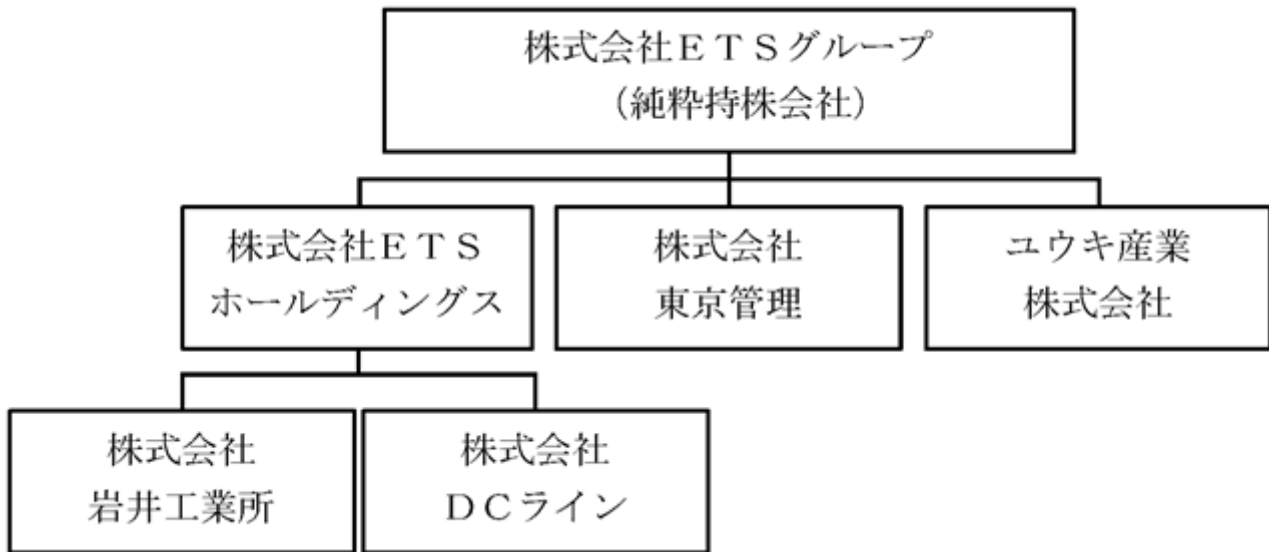 株式会社ＥＴＳグループ
（純粋持株会社）
株式会社ＥＴＳ
ホールディングス
株式会社
東京管理
ユウキ産業
株式会社
株式会社
岩井工業所
株式会社
ＤＣライン